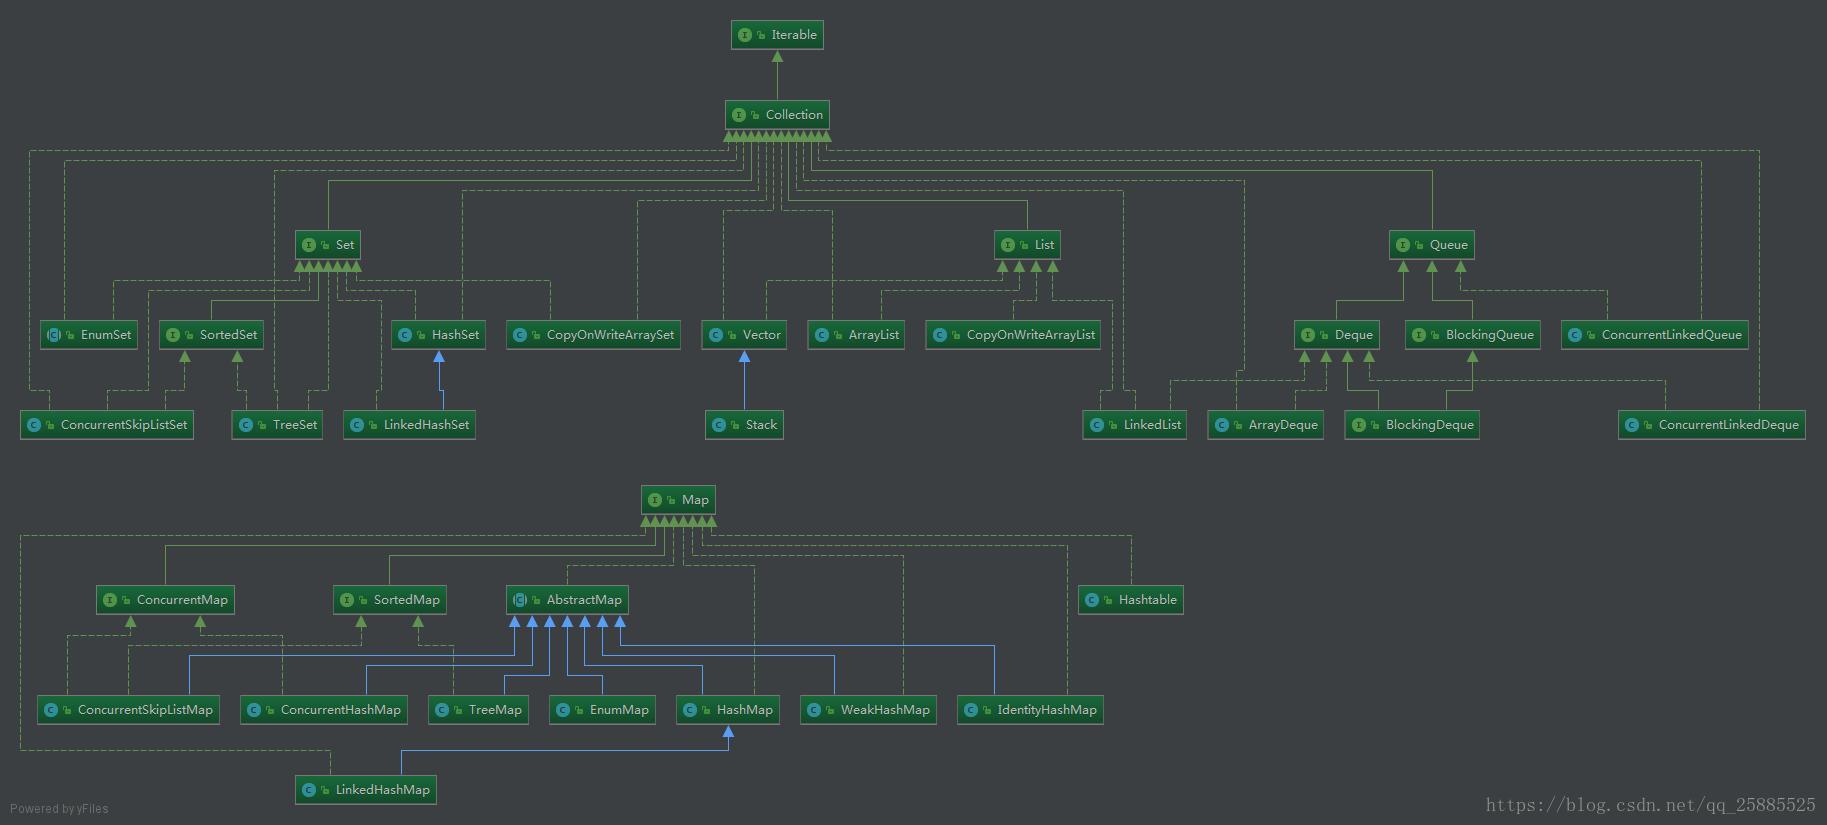 Iterable
Collection
Set
List
Queue
EnumSet
SortedSet
HashSet
CopyOnWriteArraySet
Vector
ArrayList
CopyOnWriteArrayList
Deque
BlockingQueue
ConcurrentLinkedQueue
ConcurrentSkipListSet
TreeSet
LinkedHashSet
Stack
LinkedList
ArrayDeque
BlockingDeque
ConcurrentLinkedDeque
Map
ConcurrentMap
SortedMap
AbstractMap
Hashtable
ConcurrentSkipListMap
ConcurrentHashMap
TreeMap
EnumMap
HashMap
WeakHashMap
IdentityHashMap
LinkedHashMap
Powered by yFiles
https://blog.csdn.net/qq_25885525